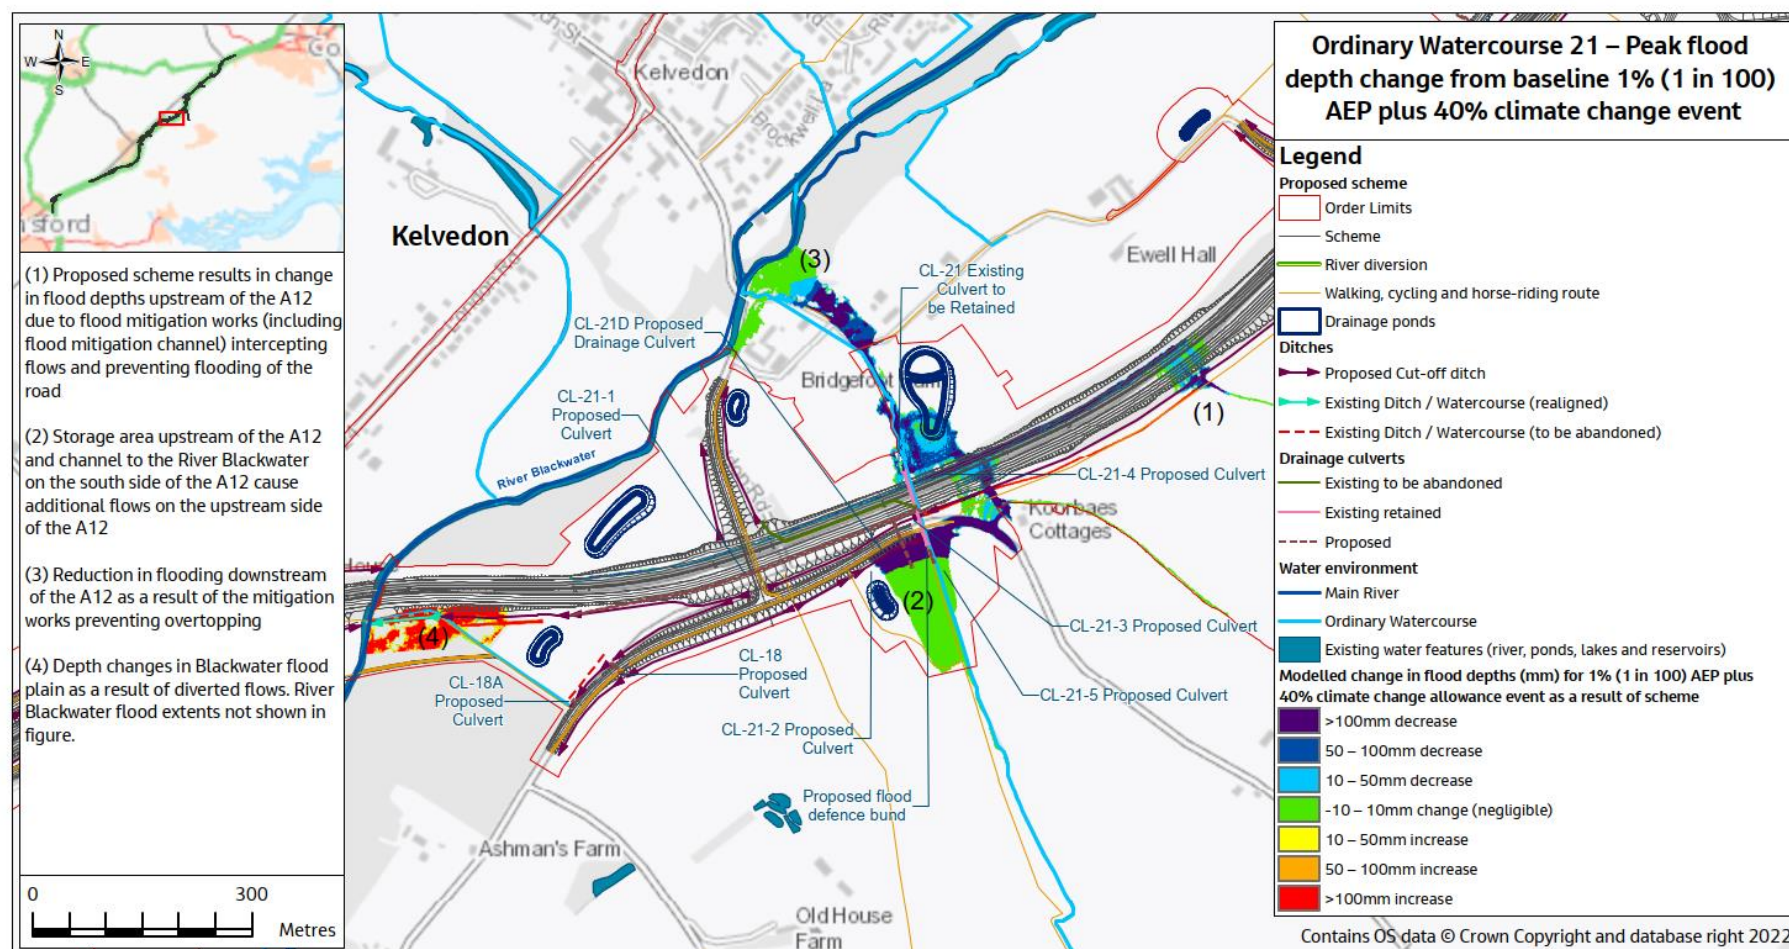 N
W
E
S
Co
sford
(1) Proposed scheme results in change
in flood depths upstream of the A12
due to flood mitigation works (including
flood mitigation channel) intercepting
flows and preventing flooding of the
road
(2) Storage area upstream of the A12
and channel to the River Blackwater
on the south side of the A12 cause
additional flows on the upstream side
of the A12
(3) Reduction in flooding downstream
of the A12 as a result of the mitigation
works preventing overtopping
(4) Depth changes in Blackwater flood
plain as a result of diverted flows. River
Blackwater flood extents not shown in
figure.
0
300
Metres
Kelvedon
Kelvedon
(3)
CL-21 Existing
Culvert to
be Retained
Ewell Hall
CL-21D Proposed
Drainage Culvert
CL-21-1
Proposed
Culvert
(1)
River Blackwater
CL-21-4 Proposed Culvert
Koorbaes
Cottages
(2)
(4)
CL-21-3 Proposed Culvert
CL-18
Proposed
Culvert
CL-18A
Proposed
Culvert
CL-21-5 Proposed Culvert
CL-21-2 Proposed
Culvert
Proposed flood
defence bund
Ashman's Farm
Old House
Farm
Ordinary Watercourse 21 – Peak flood
depth change from baseline 1% (1 in 100)
AEP plus 40% climate change event
Legend
Proposed scheme
Order Limits
Scheme
River diversion
Walking, cycling and horse-riding route
Drainage ponds
Ditches
Proposed Cut-off ditch
Existing Ditch / Watercourse (realigned)
Existing Ditch / Watercourse (to be abandoned)
Drainage culverts
Existing to be abandoned
Existing retained
Proposed
Water environment
Main River
Ordinary Watercourse
Existing water features (river, ponds, lakes and reservoirs)
Modelled change in flood depths (mm) for 1% (1 in 100) AEP plus
40% climate change allowance event as a result of scheme
>100mm decrease
50 – 100mm decrease
10 – 50mm decrease
-10 – 10mm change (negligible)
10 – 50mm increase
50 – 100mm increase
>100mm increase
Contains OS data © Crown Copyright and database right 2022